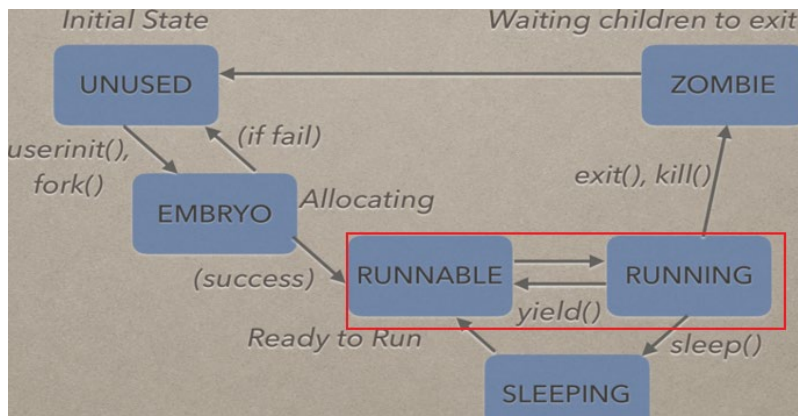 Initial State
Waiting children to exit
UNUSED
ZOMBIE
userinit(),
fork()
(if fail)
exit(), kill()
EMBRYO
Allocating
(success)
RUNNABLE
RUNNING
yield()
Ready to Run
sleep()
SLEEPING